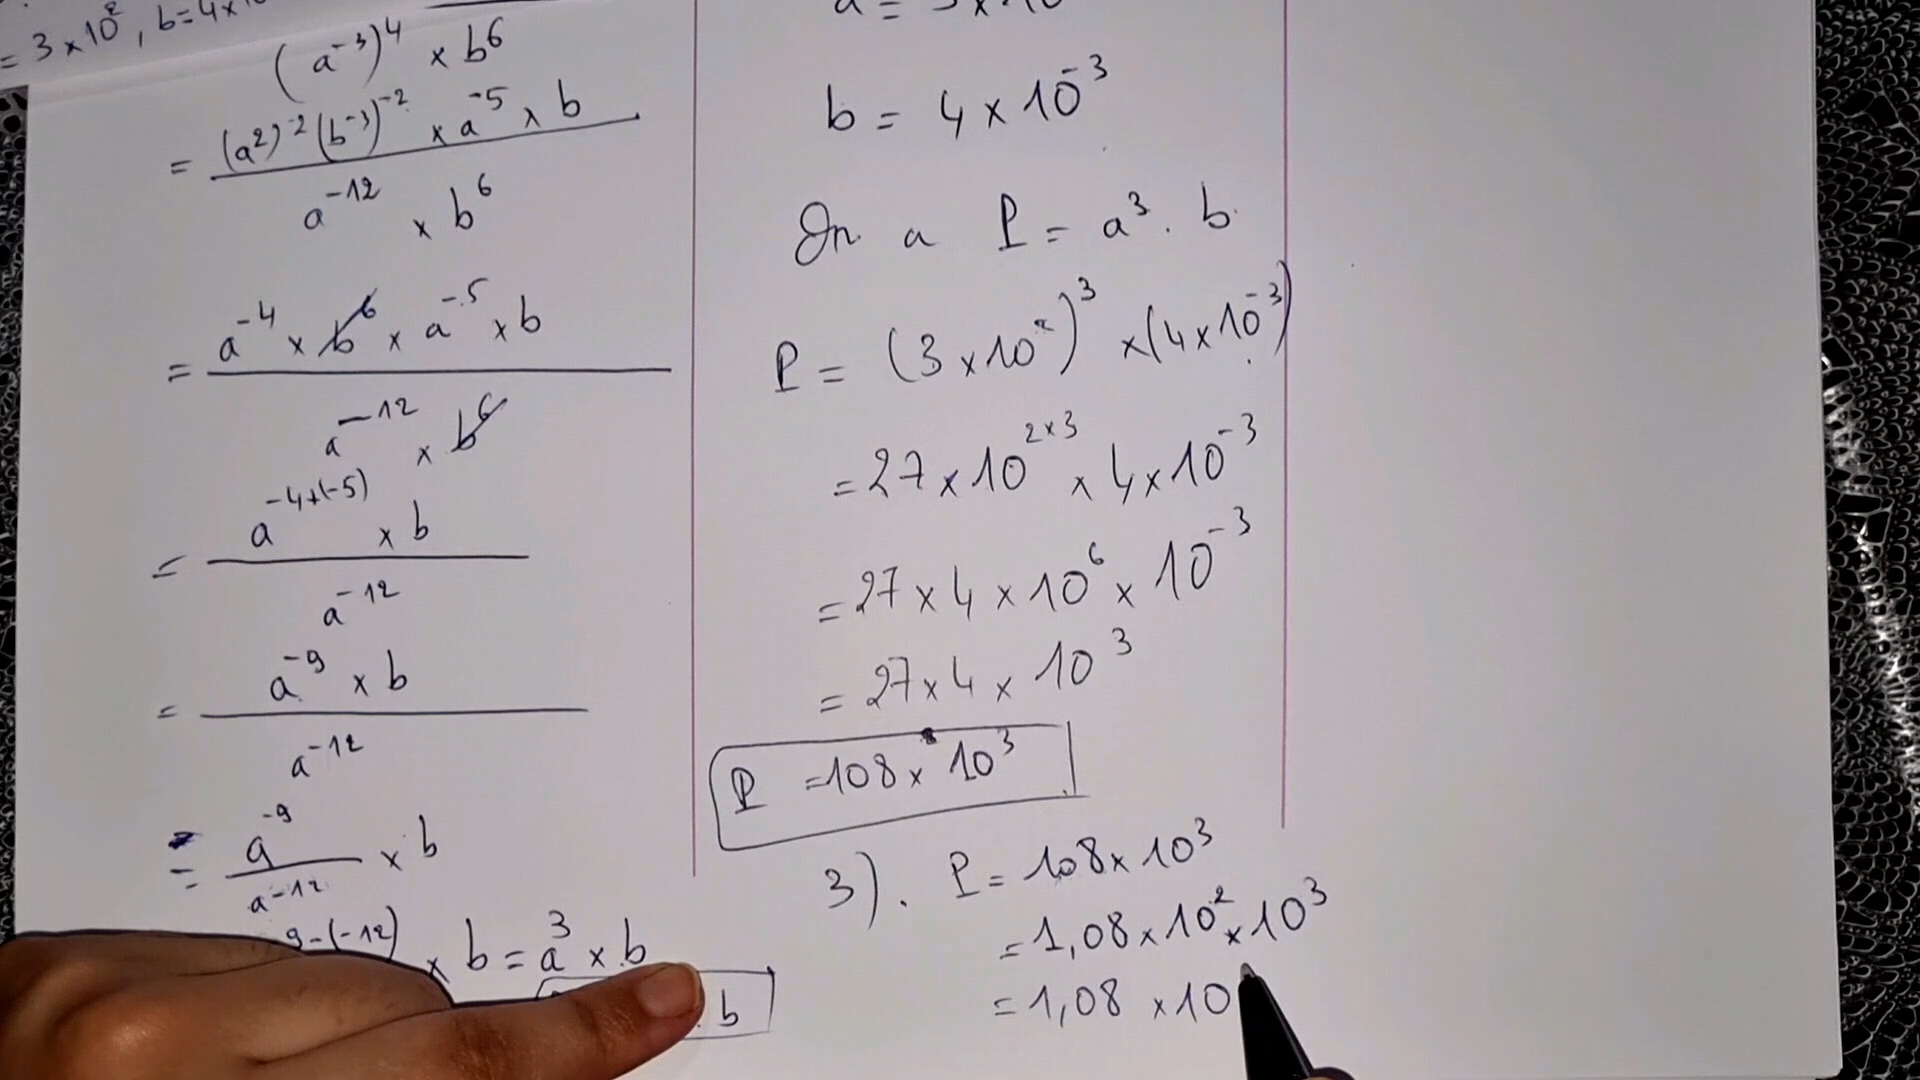 = 3 × 10², b = 4 ×
(a⁻³)⁴ × b⁶
= (a²)⁻² (b⁻³)⁻² × a⁻⁵ × b
a⁻¹² × b⁶
= a⁻⁴ × b⁶ × a⁻·⁵ × b
a⁻¹² × b⁶
= a⁻⁴⁺⁽⁻⁵⁾ × b
a⁻¹²
= a⁻⁹ × b
a⁻¹²
= a⁻⁹ × b
a⁻¹²
9-(-12) × b = a³ × b
b
b = 4 × 10⁻³
On a P = a³ . b
P = (3 × 10²)³ × (4 × 10⁻³)
= 27 × 10²ˣ³ × 4 × 10⁻³
= 27 × 4 × 10⁶ × 10⁻³
= 27 × 4 × 10³
P = 108 × 10³
3). P = 108 × 10³
= 1,08 × 10² × 10³
= 1,08 × 10